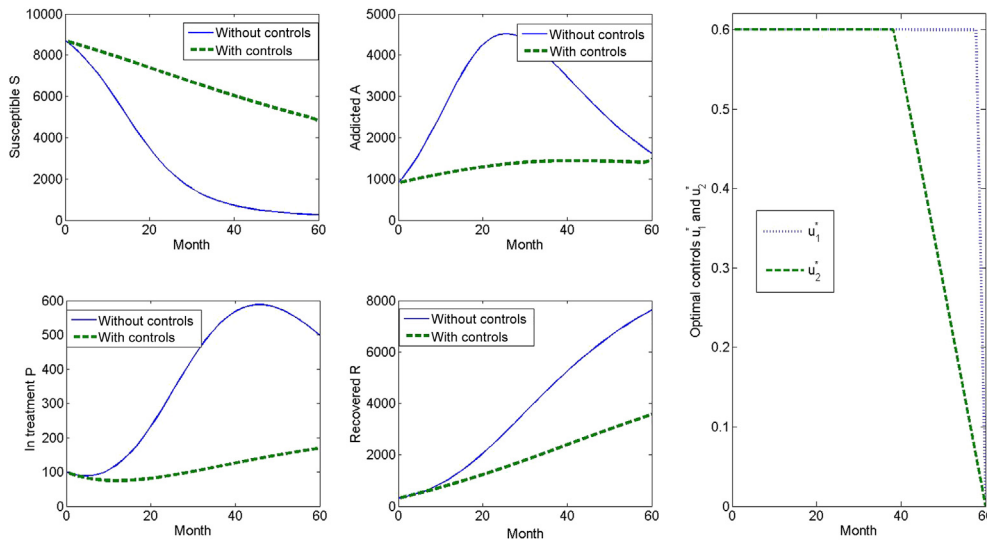 10000
8000
6000
4000
2000
0
Susceptible S
Without controls
With controls
0 20 40 60
Month
5000
4000
3000
2000
1000
0
Addicted A
Without controls
With controls
0 20 40 60
Month
600
500
400
300
200
100
0
In treatment P
Without controls
With controls
0 20 40 60
Month
8000
6000
4000
2000
0
Recovered R
Without controls
With controls
0 20 40 60
Month
0.6
0.5
0.4
0.3
0.2
0.1
0
Optimal controls u₁* and u₂*
u₁*
u₂*
0 20 40 60
Month